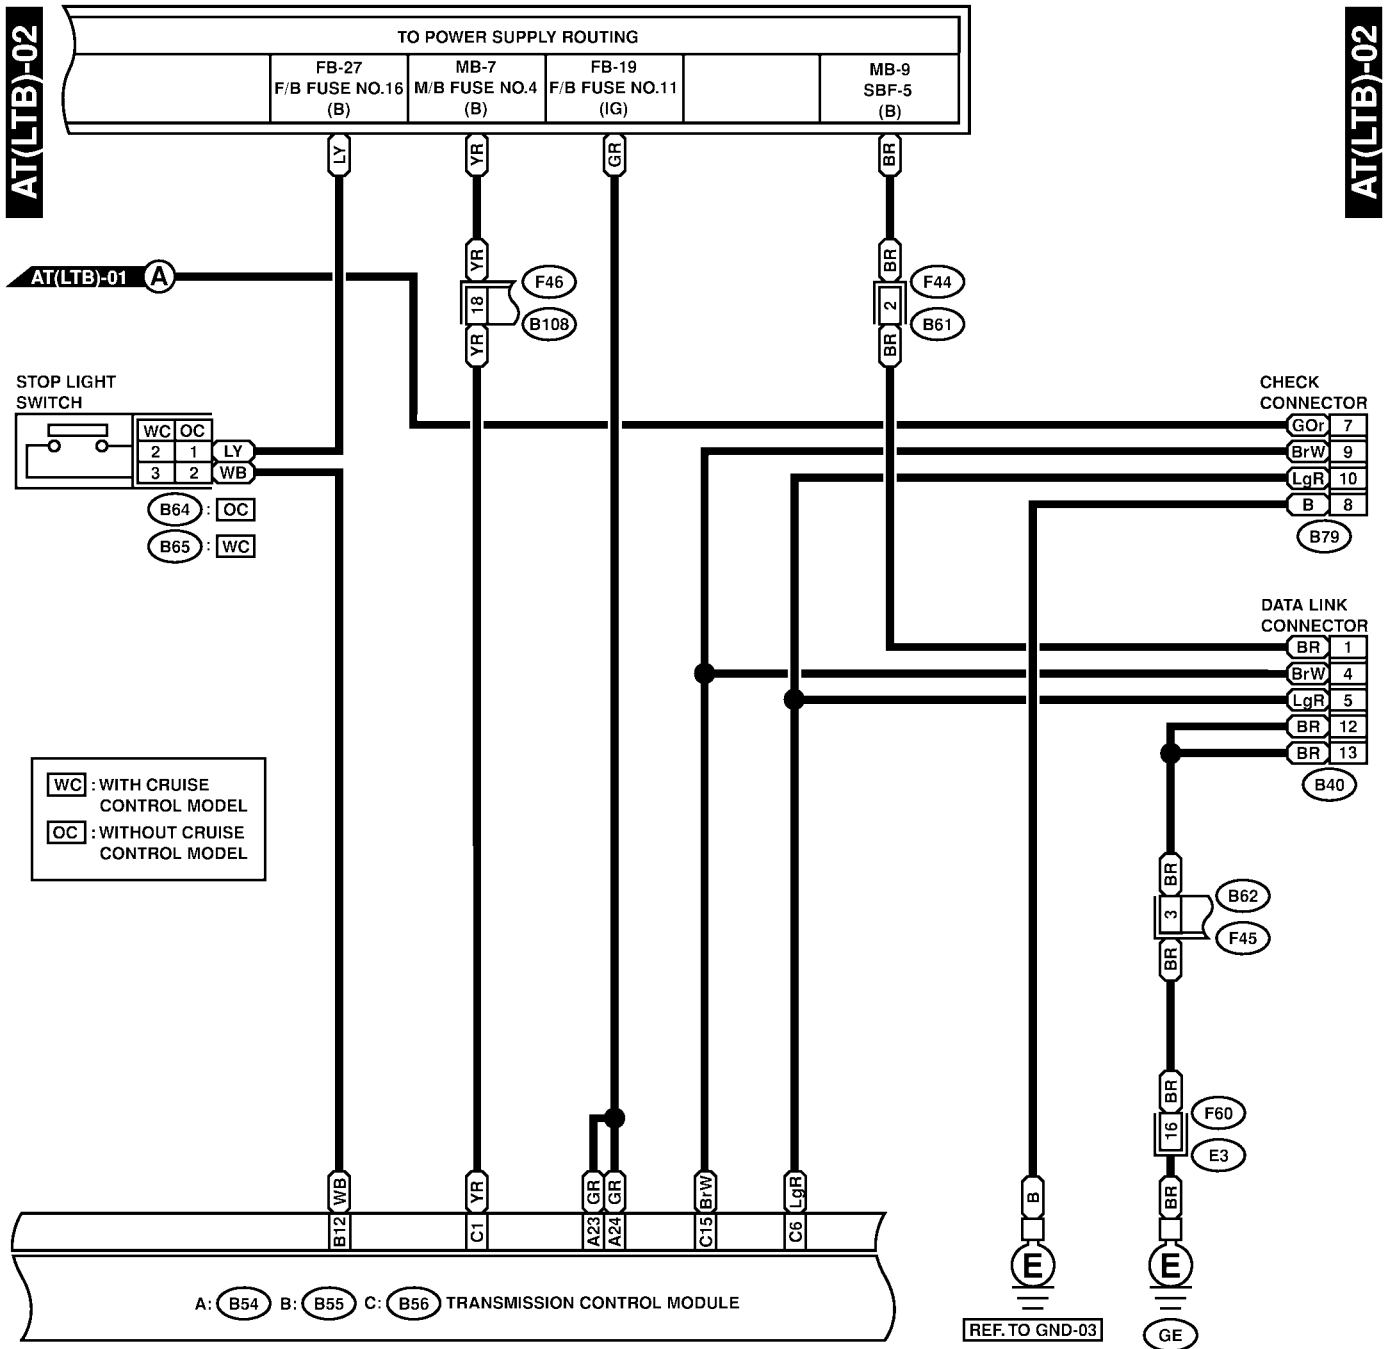 AT(LTB)-02
AT(LTB)-02
TO POWER SUPPLY ROUTING
FB-27
F/B FUSE NO.16
(B)
MB-7
M/B FUSE NO.4
(B)
FB-19
F/B FUSE NO.11
(IG)
MB-9
SBF-5
(B)
LY
YR
GR
BR
YR
18
YR
F46
B108
BR
2
BR
F44
B61
AT(LTB)-01
A
STOP LIGHT
SWITCH
WC OC
2 1 LY
3 2 WB
B64 : OC
B65 : WC
CHECK
CONNECTOR
GOr 7
BrW 9
LgR 10
B 8
B79
DATA LINK
CONNECTOR
BR 1
BrW 4
LgR 5
BR 12
BR 13
B40
WC : WITH CRUISE
CONTROL MODEL
OC : WITHOUT CRUISE
CONTROL MODEL
BR
3
BR
B62
F45
BR
16
BR
F60
E3
WB
YR
GR
GR
BrW
LgR
B
B12
C1
A23
A24
C15
C6
E
E
A: B54 B: B55 C: B56 TRANSMISSION CONTROL MODULE
REF. TO GND-03
GE